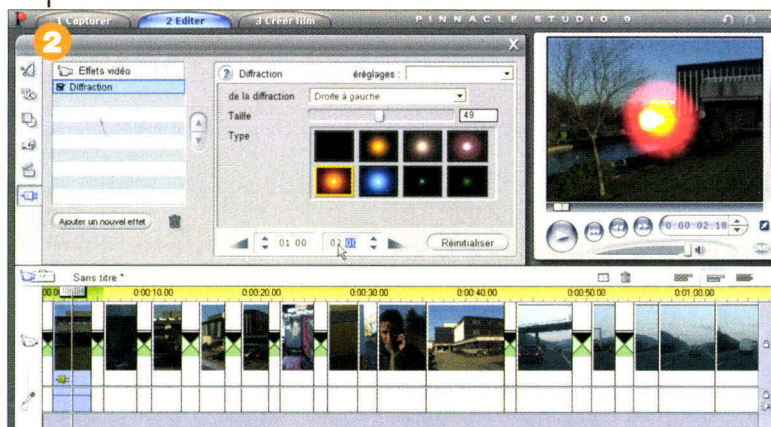 1 Capturer
2 Editer
3 Créer film
PINNACLE STUDIO 9
2
X
Effets vidéo
Diffraction
Ajouter un nouvel effet
? Diffraction
éréglages :
de la diffraction
Droite à gauche
Taille
49
Type
01 00
Réinitialiser
0:00:02:18
Sans titre *
0:00:10:00
0:00:20:00
0:00:30:00
0:00:40:00
0:00:50:00
0:01:00:00